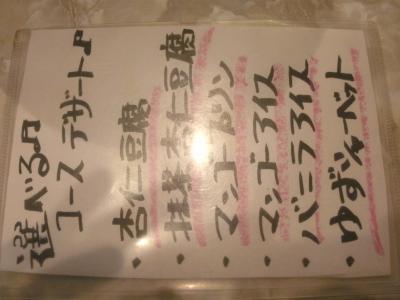 選べる♬
コース デザート♪
・杏仁豆腐
・抹茶杏仁豆腐
・マンゴープリン
・マンゴーアイス
・バニラアイス
・ゆずシャーベット